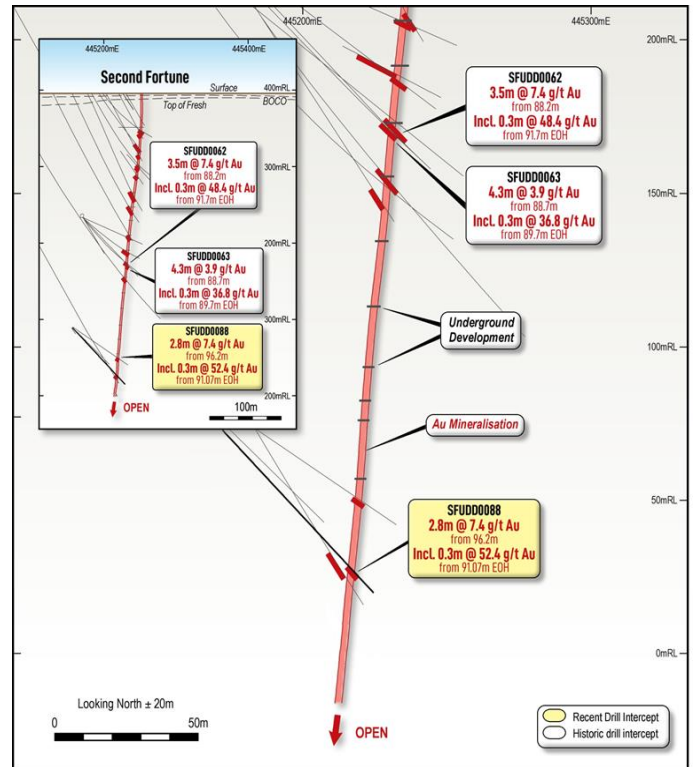 445200mE
445300mE
200mRL
150mRL
100mRL
50mRL
0mRL
445200mE
445400mE
Second Fortune
Surface
400mRL
Top of Fresh
BOCO
300mRL
200mRL
300mRL
200mRL
SFUDD0062
3.5m @ 7.4 g/t Au
from 88.2m
Incl. 0.3m @ 48.4 g/t Au
from 91.7m EOH
SFUDD0063
4.3m @ 3.9 g/t Au
from 88.7m
Incl. 0.3m @ 36.8 g/t Au
from 89.7m EOH
SFUDD0088
2.8m @ 7.4 g/t Au
from 96.2m
Incl. 0.3m @ 52.4 g/t Au
from 91.07m EOH
OPEN
100m
SFUDD0062
3.5m @ 7.4 g/t Au
from 88.2m
Incl. 0.3m @ 48.4 g/t Au
from 91.7m EOH
SFUDD0063
4.3m @ 3.9 g/t Au
from 88.7m
Incl. 0.3m @ 36.8 g/t Au
from 89.7m EOH
Underground
Development
Au Mineralisation
SFUDD0088
2.8m @ 7.4 g/t Au
from 96.2m
Incl. 0.3m @ 52.4 g/t Au
from 91.07m EOH
Looking North ± 20m
0
50m
OPEN
Recent Drill Intercept
Historic drill intercept